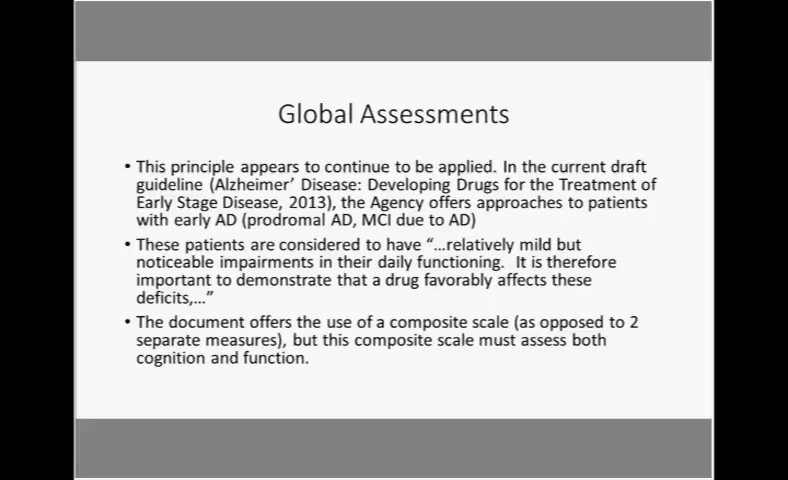 Global Assessments
• This principle appears to continue to be applied. In the current draft
guideline (Alzheimer’ Disease: Developing Drugs for the Treatment of
Early Stage Disease, 2013), the Agency offers approaches to patients
with early AD (prodromal AD, MCI due to AD)
• These patients are considered to have “…relatively mild but
noticeable impairments in their daily functioning. It is therefore
important to demonstrate that a drug favorably affects these
deficits,…”
• The document offers the use of a composite scale (as opposed to 2
separate measures), but this composite scale must assess both
cognition and function.